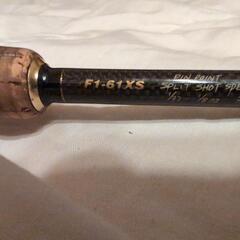 F1-61XS
PIN POINT
SPLIT SHOT SPE